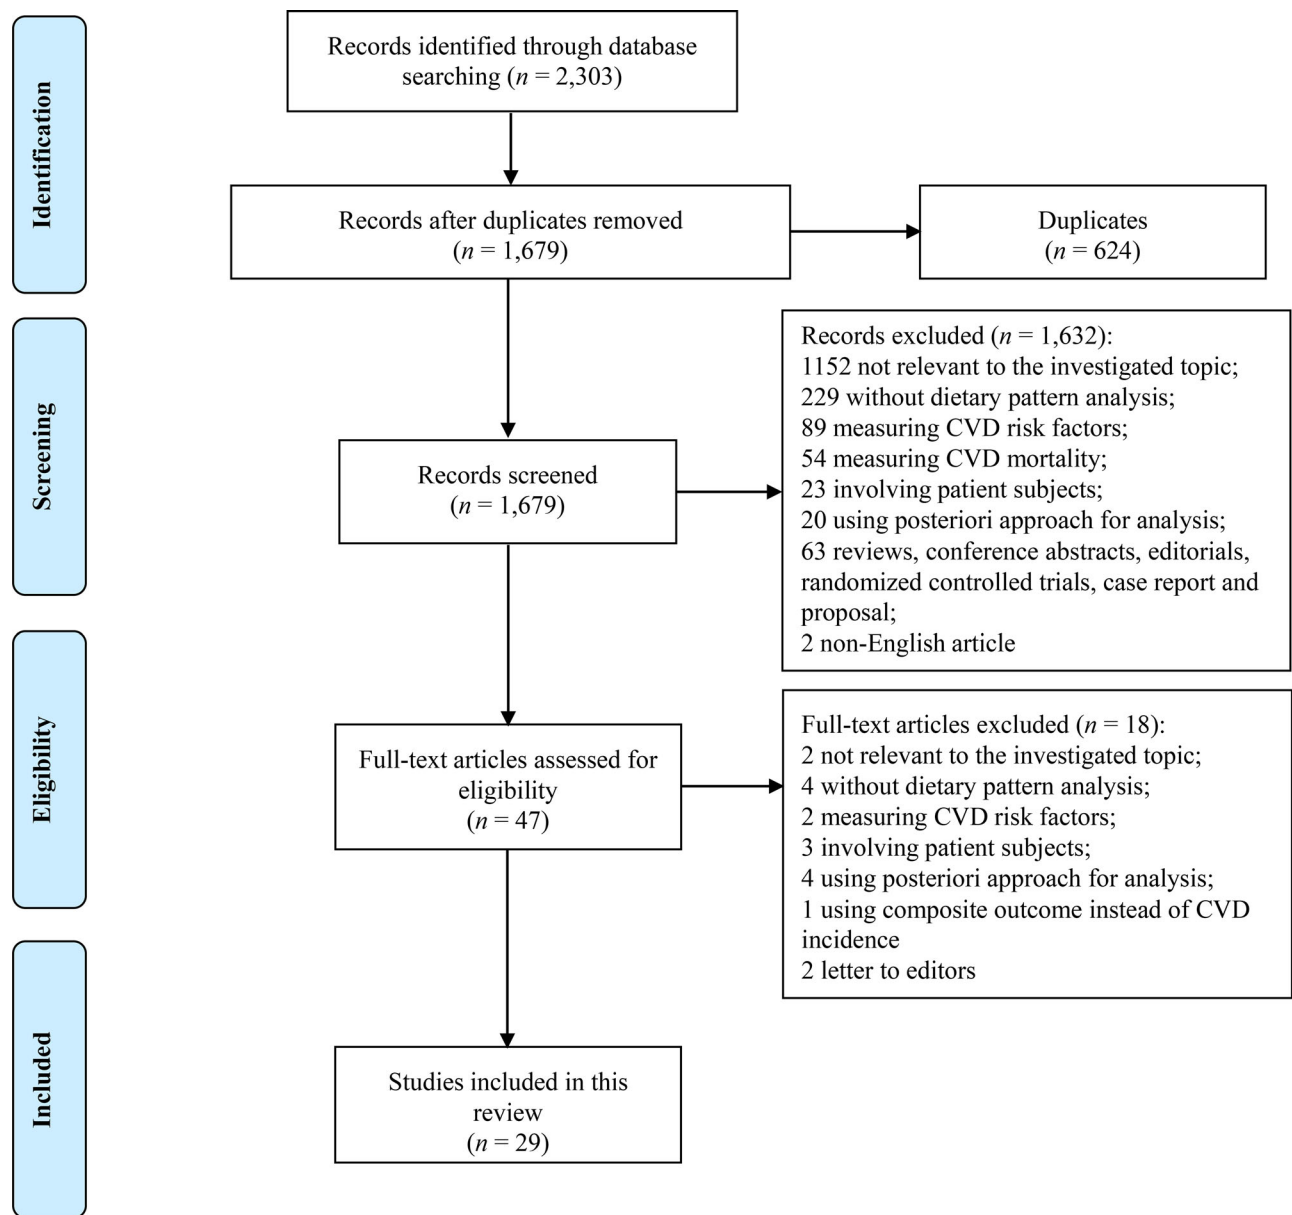 Identification
Records identified through database
searching (n = 2,303)
Records after duplicates removed
(n = 1,679)
Duplicates
(n = 624)
Screening
Records screened
(n = 1,679)
Records excluded (n = 1,632):
1152 not relevant to the investigated topic;
229 without dietary pattern analysis;
89 measuring CVD risk factors;
54 measuring CVD mortality;
23 involving patient subjects;
20 using posteriori approach for analysis;
63 reviews, conference abstracts, editorials,
randomized controlled trials, case report and
proposal;
2 non-English article
Eligibility
Full-text articles assessed for
eligibility
(n = 47)
Full-text articles excluded (n = 18):
2 not relevant to the investigated topic;
4 without dietary pattern analysis;
2 measuring CVD risk factors;
3 involving patient subjects;
4 using posteriori approach for analysis;
1 using composite outcome instead of CVD
incidence
2 letter to editors
Included
Studies included in this
review
(n = 29)